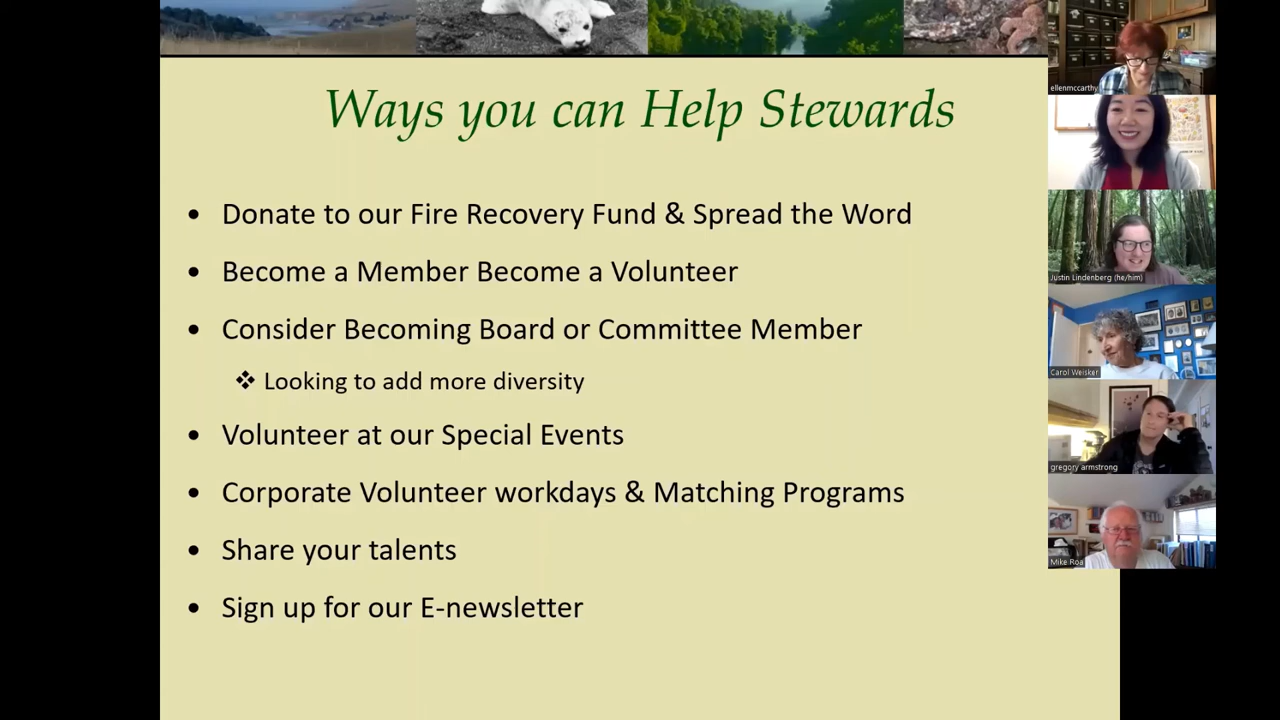 Ways you can Help Stewards
• Donate to our Fire Recovery Fund & Spread the Word
• Become a Member Become a Volunteer
• Consider Becoming Board or Committee Member
❖ Looking to add more diversity
• Volunteer at our Special Events
• Corporate Volunteer workdays & Matching Programs
• Share your talents
• Sign up for our E-newsletter
ellenmccarthy
Justin Lindenberg (he/him)
Carol Weisker
gregory armstrong
Mike Roa